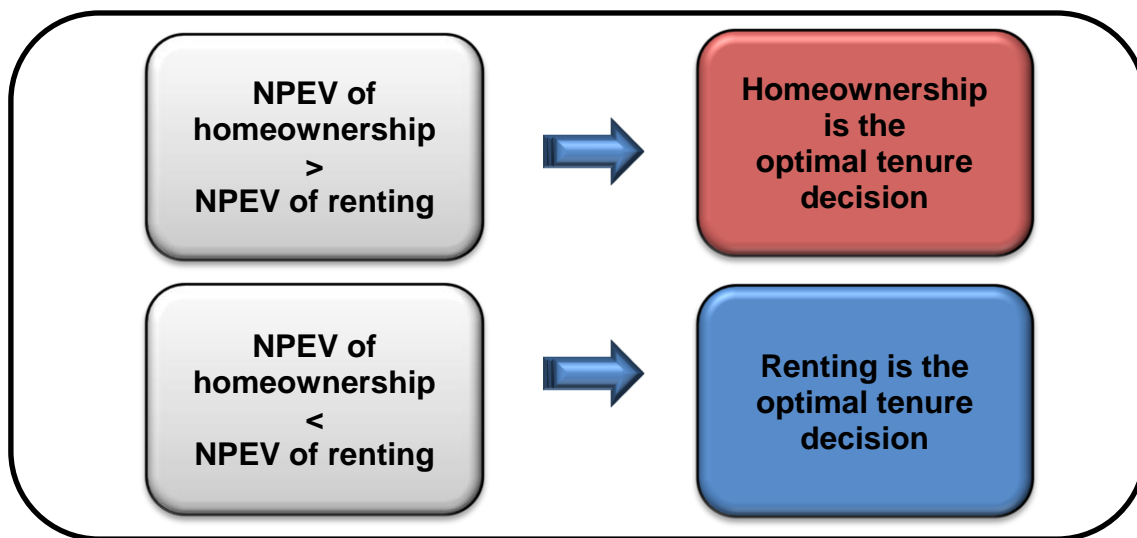 NPEV of
homeownership
>
NPEV of renting
Homeownership
is the
optimal tenure
decision
NPEV of
homeownership
<
NPEV of renting
Renting is the
optimal tenure
decision